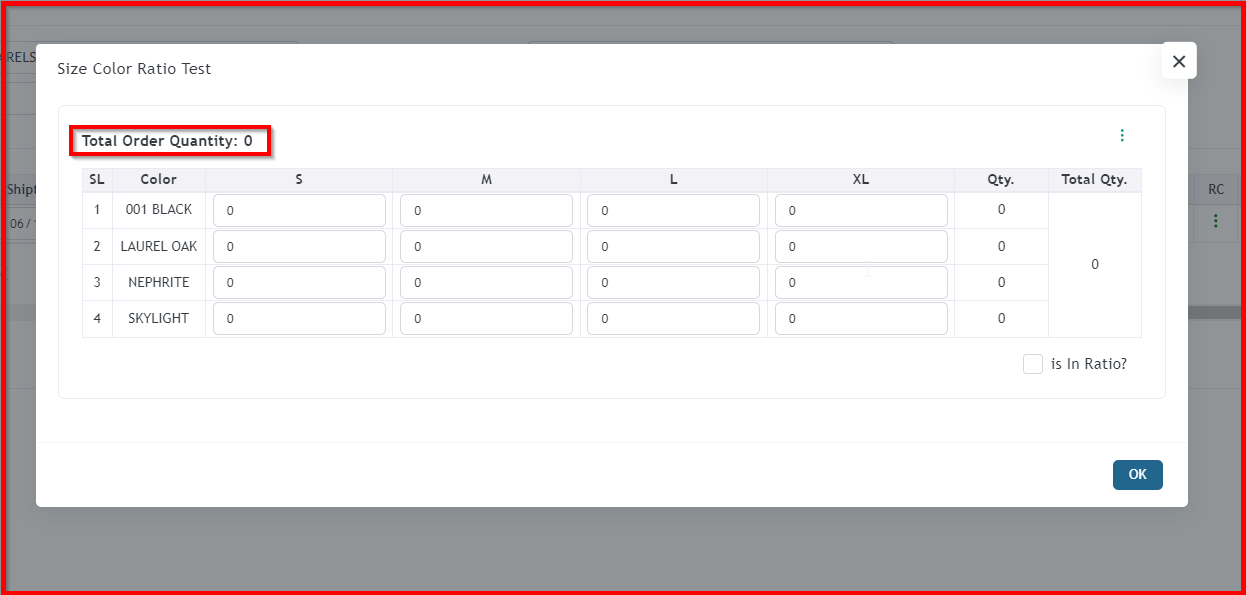 RELS
Size Color Ratio Test
Total Order Quantity: 0
SL Color S M L XL Qty. Total Qty.
1 001 BLACK 0 0 0 0 0
2 LAUREL OAK 0 0 0 0 0
0
3 NEPHRITE 0 0 0 0 0
4 SKYLIGHT 0 0 0 0 0
is In Ratio?
OK
Shipt
06/
RC